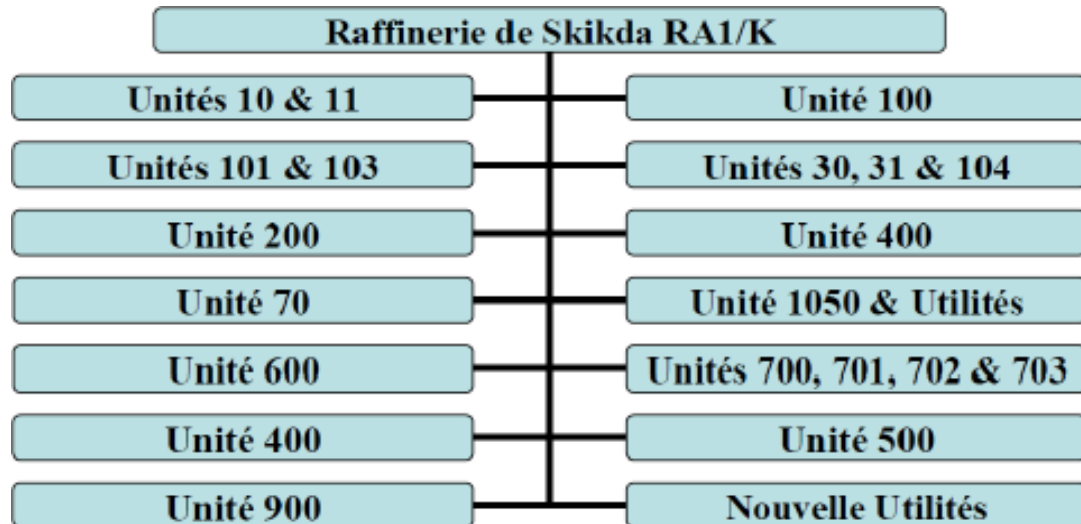 Raffinerie de Skikda RA1/K
Unités 10 & 11
Unité 100
Unités 101 & 103
Unités 30, 31 & 104
Unité 200
Unité 400
Unité 70
Unité 1050 & Utilités
Unité 600
Unités 700, 701, 702 & 703
Unité 400
Unité 500
Unité 900
Nouvelle Utilités